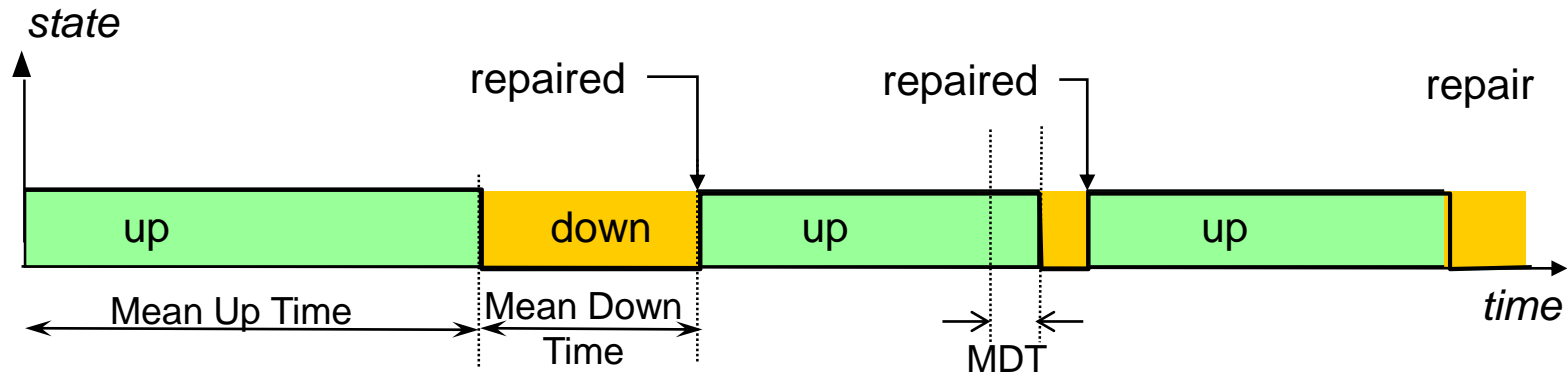 state
repaired
repaired
repair
up
down
up
up
Mean Up Time
Mean Down
Time
MDT
time